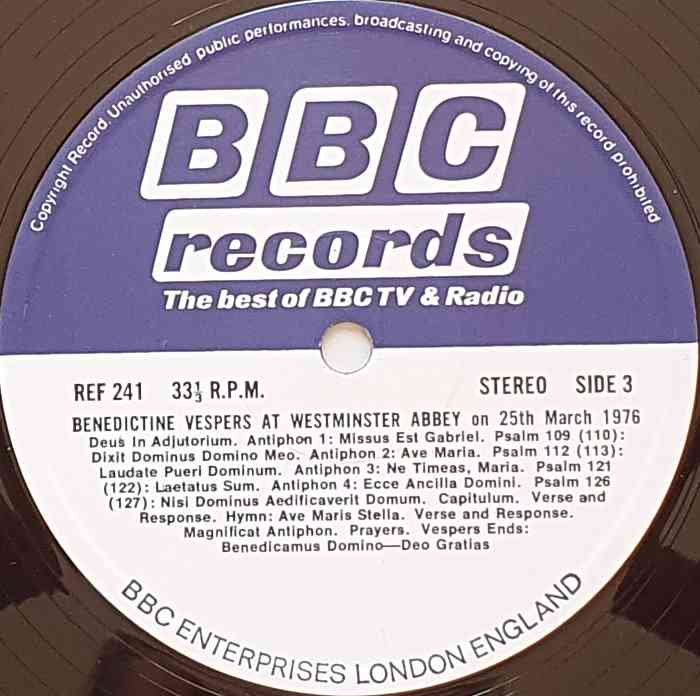 Copyright Record. Unauthorised public performances, broadcasting and copying of this record prohibited
BBC
records
The best of BBC TV & Radio
REF 241 33⅓ R.P.M. STEREO SIDE 3
BENEDICTINE VESPERS AT WESTMINSTER ABBEY on 25th March 1976
Deus In Adjutorium. Antiphon 1: Missus Est Gabriel. Psalm 109 (110):
Dixit Dominus Domino Meo. Antiphon 2: Ave Maria. Psalm 112 (113):
Laudate Pueri Dominum. Antiphon 3: Ne Timeas, Maria. Psalm 121
(122): Laetatus Sum. Antiphon 4: Ecce Ancilla Domini. Psalm 126
(127): Nisi Dominus Aedificaverit Domum. Capitulum. Verse and
Response. Hymn: Ave Maris Stella. Verse and Response.
Magnificat Antiphon. Prayers. Vespers Ends:
Benedicamus Domino—Deo Gratias
BBC ENTERPRISES LONDON ENGLAND